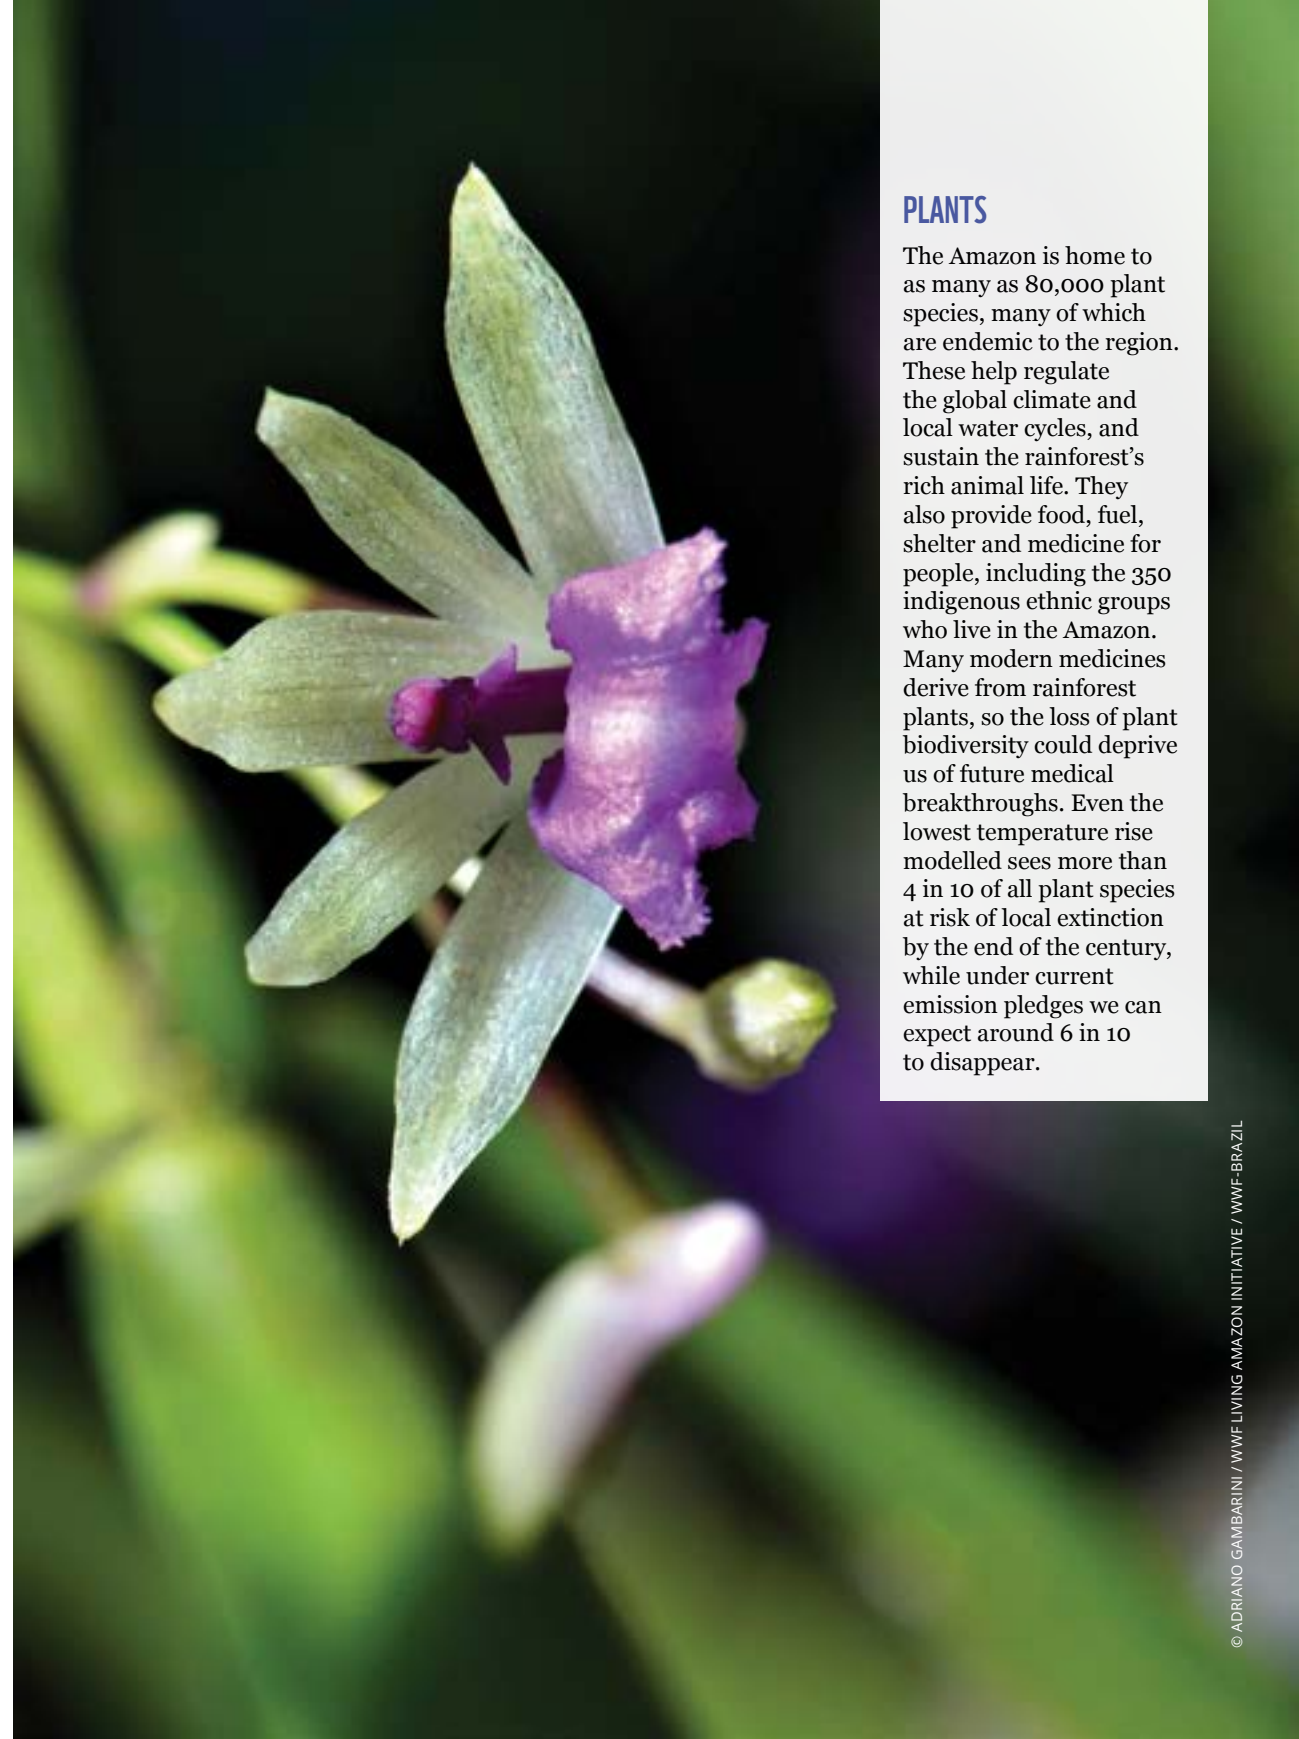 PLANTS
The Amazon is home to
as many as 80,000 plant
species, many of which
are endemic to the region.
These help regulate
the global climate and
local water cycles, and
sustain the rainforest’s
rich animal life. They
also provide food, fuel,
shelter and medicine for
people, including the 350
indigenous ethnic groups
who live in the Amazon.
Many modern medicines
derive from rainforest
plants, so the loss of plant
biodiversity could deprive
us of future medical
breakthroughs. Even the
lowest temperature rise
modelled sees more than
4 in 10 of all plant species
at risk of local extinction
by the end of the century,
while under current
emission pledges we can
expect around 6 in 10
to disappear.
© ADRIANO GAMBARINI / WWF LIVING AMAZON INITIATIVE / WWF-BRAZIL